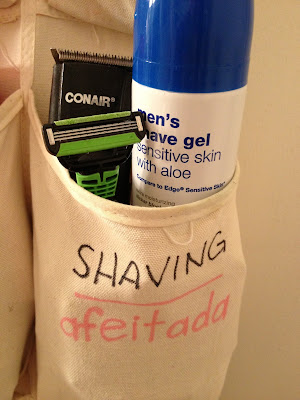 CONAIR®
men's
shave gel
sensitive skin
with aloe
Compare to Edge® Sensitive Skin
SHAVING
afeitada